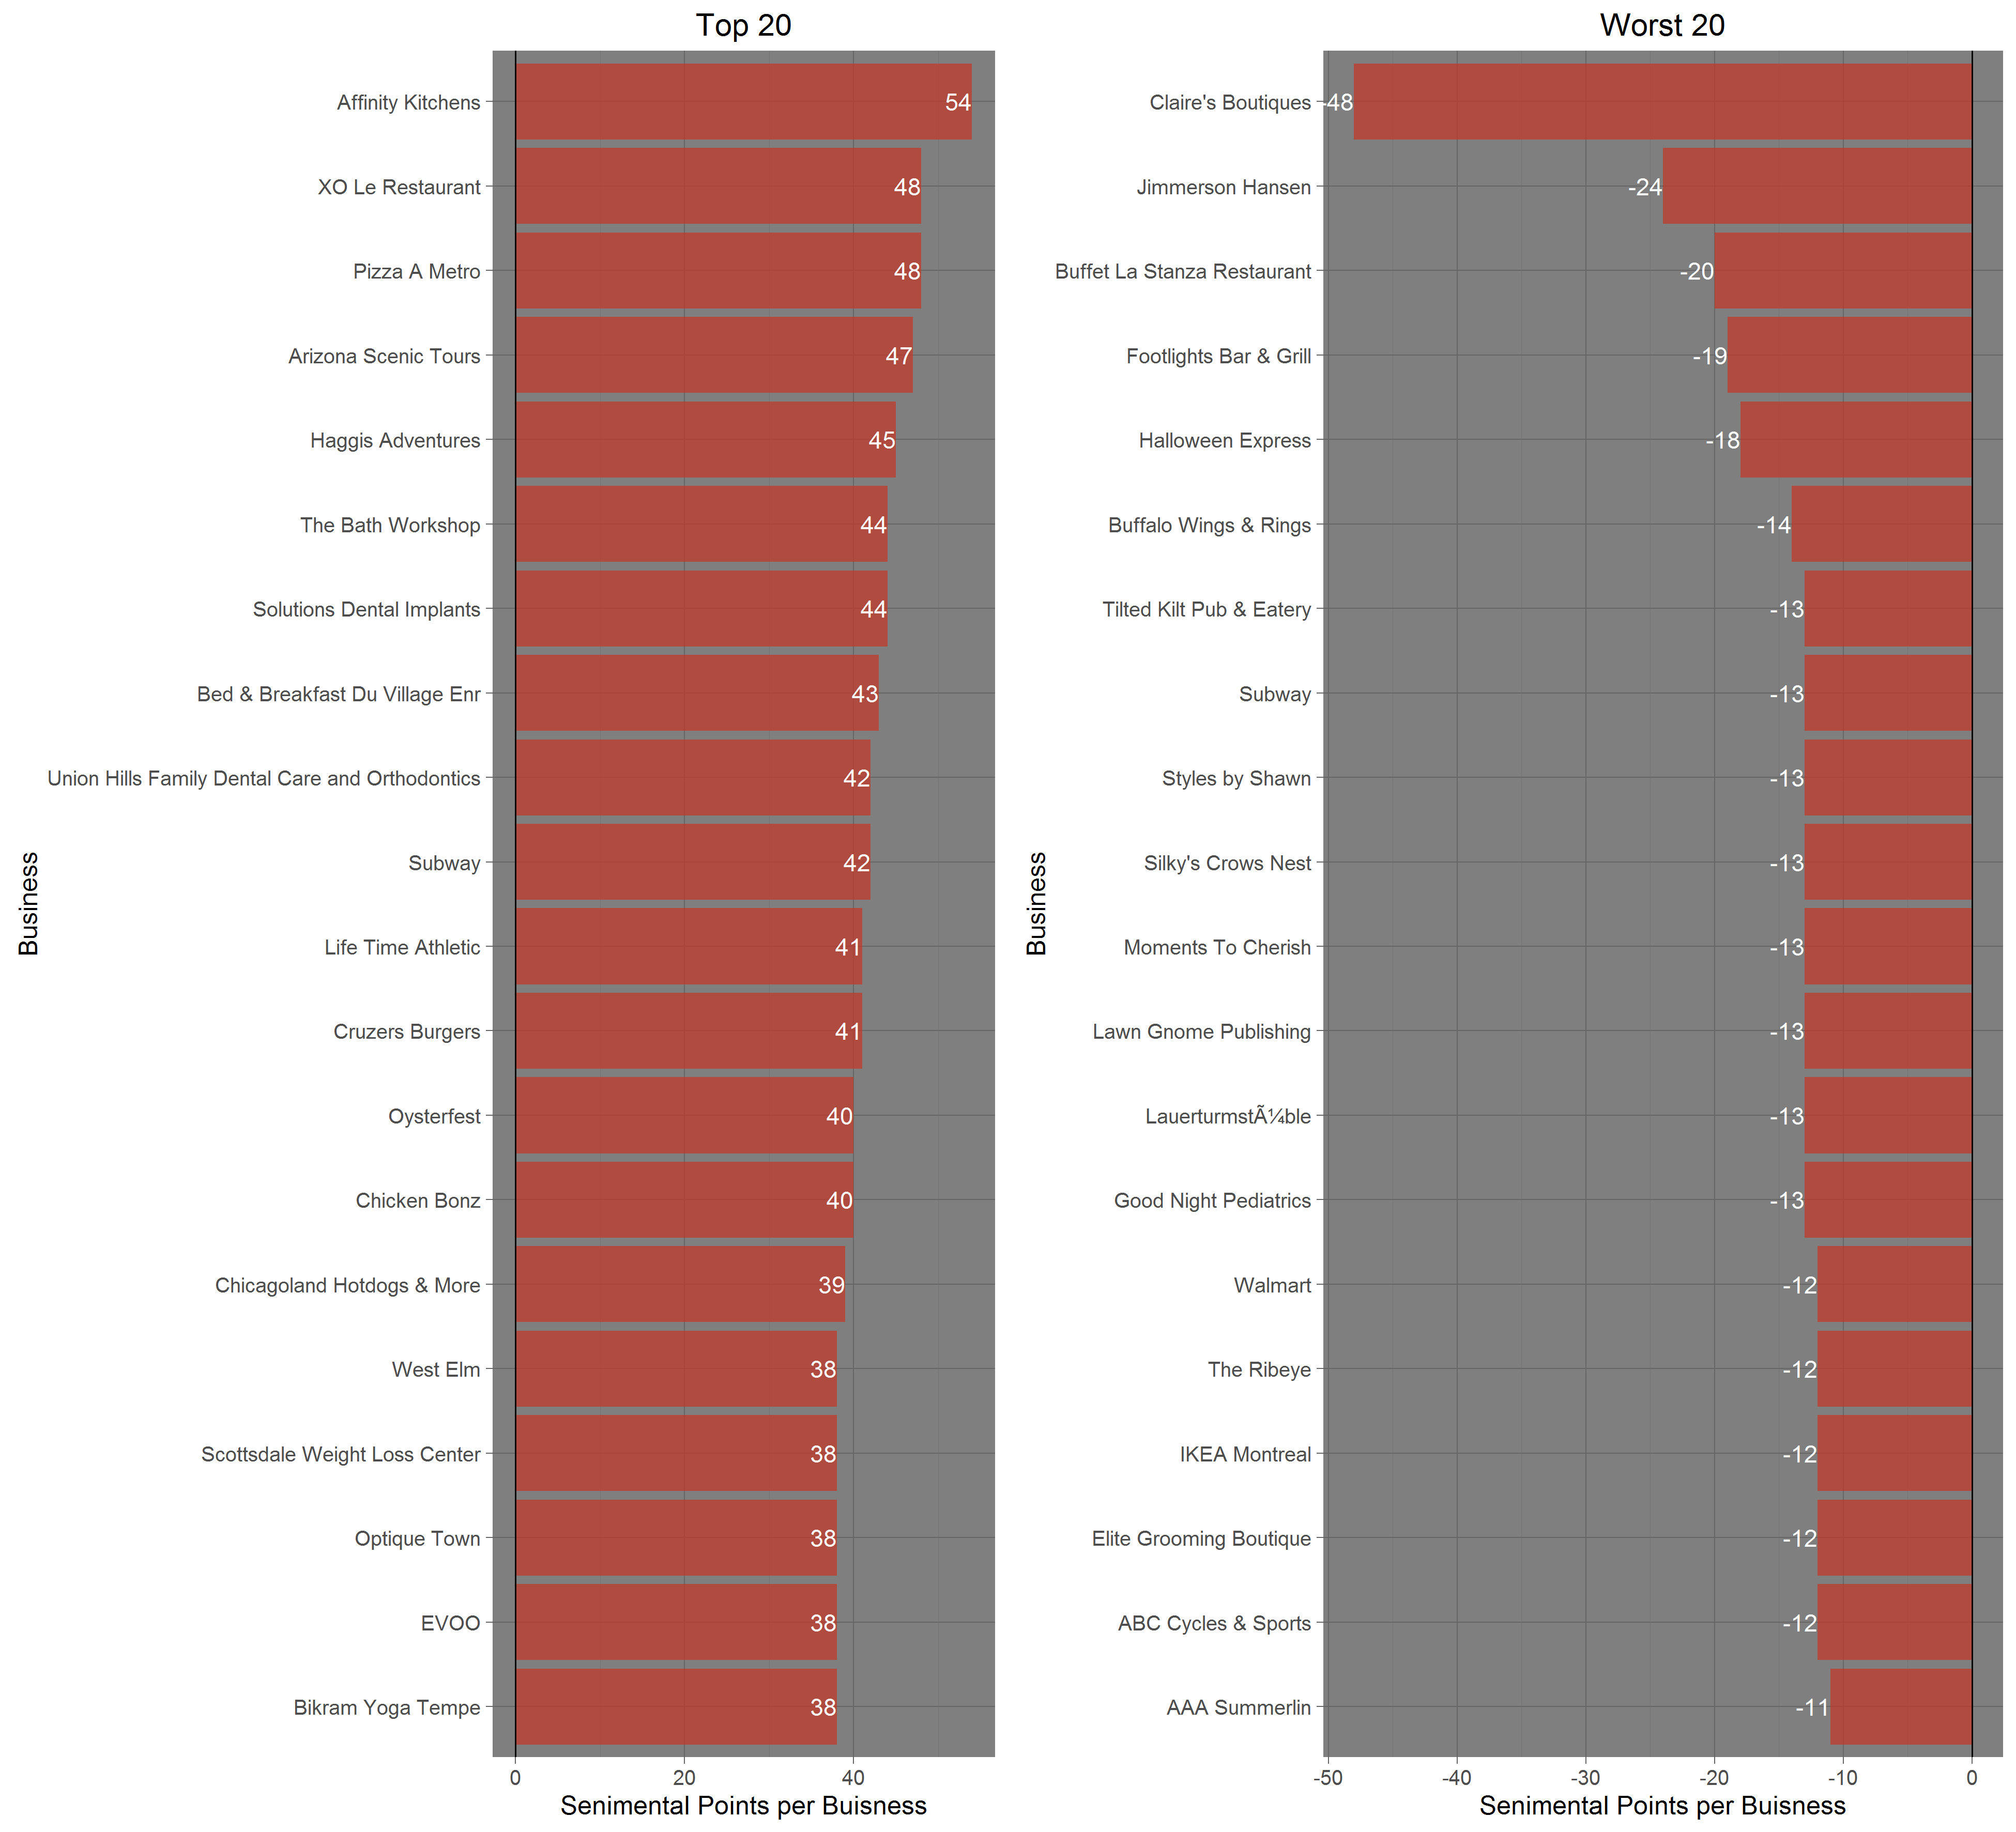 Top 20
Affinity Kitchens 54
XO Le Restaurant 48
Pizza A Metro 48
Arizona Scenic Tours 47
Haggis Adventures 45
The Bath Workshop 44
Solutions Dental Implants 44
Bed & Breakfast Du Village Enr 43
Union Hills Family Dental Care and Orthodontics 42
Subway 42
Life Time Athletic 41
Cruzers Burgers 41
Oysterfest 40
Chicken Bonz 40
Chicagoland Hotdogs & More 39
West Elm 38
Scottsdale Weight Loss Center 38
Optique Town 38
EVOO 38
Bikram Yoga Tempe 38
Business
0 20 40
Senimental Points per Buisness
Worst 20
Claire's Boutiques -48
Jimmerson Hansen -24
Buffet La Stanza Restaurant -20
Footlights Bar & Grill -19
Halloween Express -18
Buffalo Wings & Rings -14
Tilted Kilt Pub & Eatery -13
Subway -13
Styles by Shawn -13
Silky's Crows Nest -13
Moments To Cherish -13
Lawn Gnome Publishing -13
LauerturmstÃ¼ble -13
Good Night Pediatrics -13
Walmart -12
The Ribeye -12
IKEA Montreal -12
Elite Grooming Boutique -12
ABC Cycles & Sports -12
AAA Summerlin -11
Business
-50 -40 -30 -20 -10 0
Senimental Points per Buisness